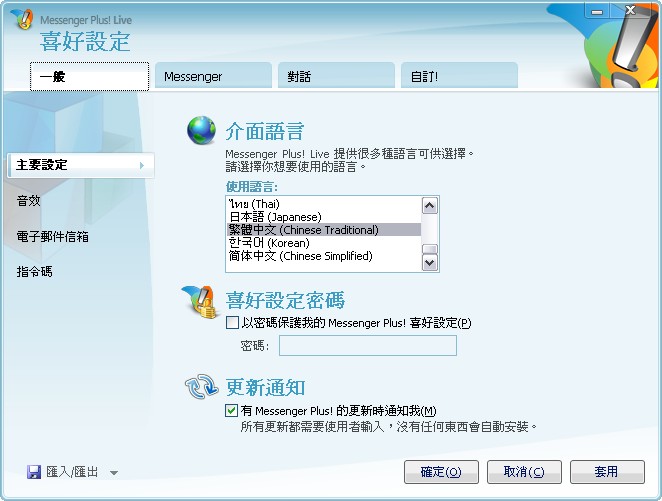 Messenger Plus! Live
喜好設定
一般
Messenger
對話
自訂!
主要設定
音效
電子郵件信箱
指令碼
介面語言
Messenger Plus! Live 提供很多種語言可供選擇。
請選擇你想要使用的語言。
使用語言:
ไทย (Thai)
日本語 (Japanese)
繁體中文 (Chinese Traditional)
한국어 (Korean)
简体中文 (Chinese Simplified)
喜好設定密碼
以密碼保護我的 Messenger Plus! 喜好設定(P)
密碼:
更新通知
有 Messenger Plus! 的更新時通知我(M)
所有更新都需要使用者輸入，沒有任何東西會自動安裝。
匯入/匯出
確定(O)
取消(C)
套用